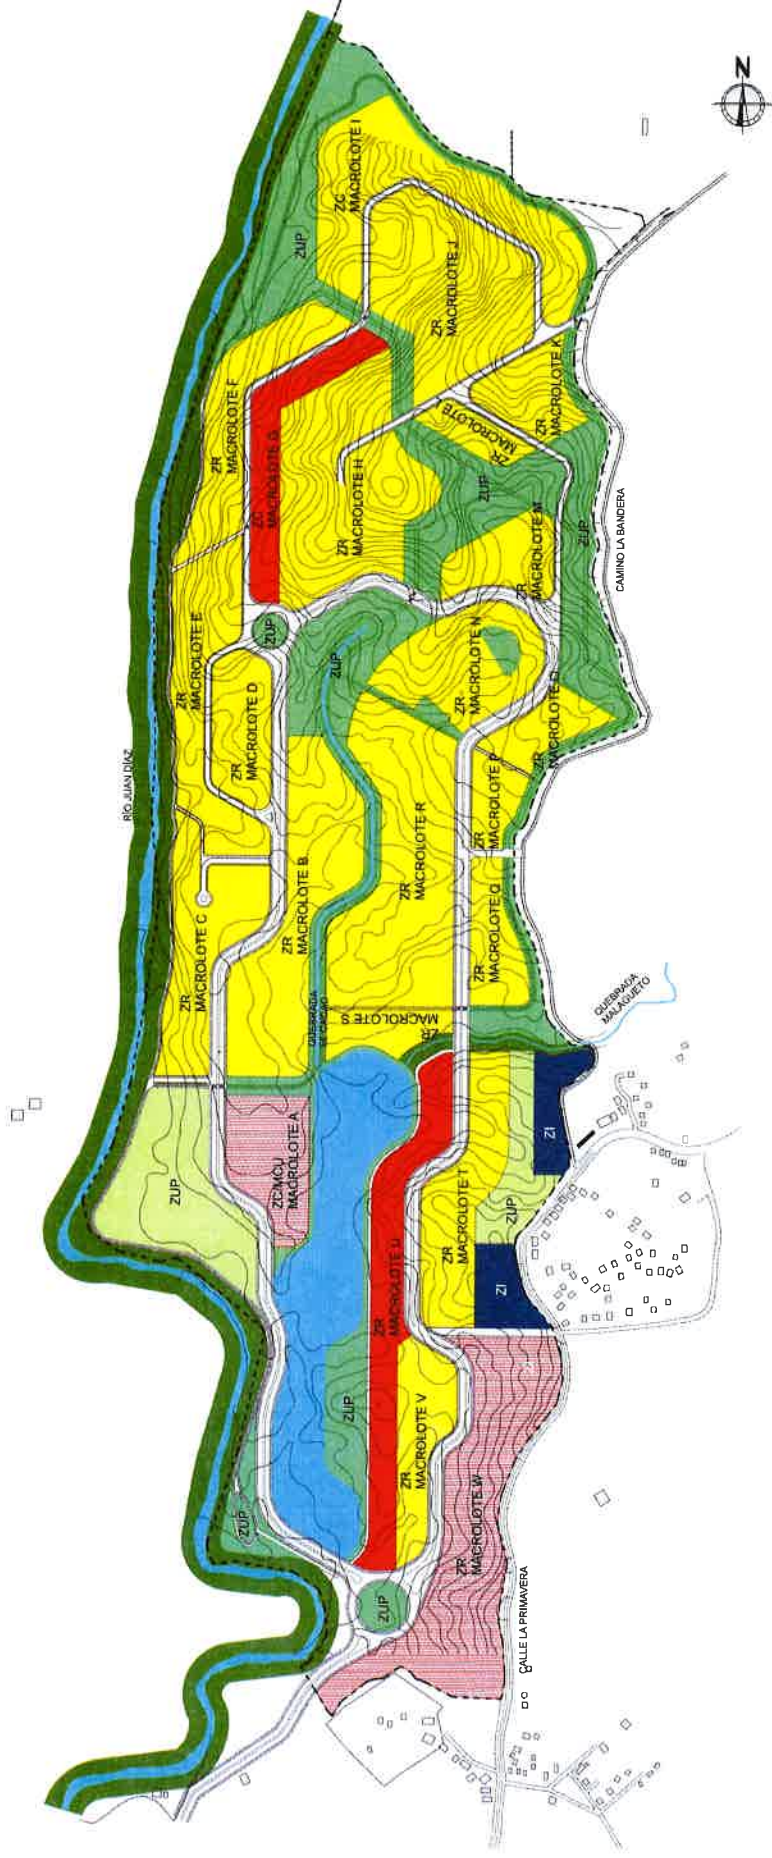 N
ZC
MACROLOTE I
ZUP
ZR
MACROLOTE J
ZR
MACROLOTE F
ZR
MACROLOTE K
ZR
MACROLOTE L
ZC
MACROLOTE G
ZR
MACROLOTE H
ZUP
ZR
MACROLOTE M
ZUP
CAMINO LA BANDERA
ZR
MACROLOTE E
ZUP
ZUP
ZR
MACROLOTE N
ZR
MACROLOTE D
ZR
RÍO JUAN DÍAZ
ZR
MACROLOTE P
ZR
MACROLOTE R
ZR
MACROLOTE B
ZR
MACROLOTE C
ZR
MACROLOTE Q
QUEBRADA
MALAGUETO
ZR
MACROLOTE S
QUEBRADA
ZC/MCU
MACROLOTE A
ZUP
ZI
ZR
MACROLOTE T
ZUP
ZI
ZR
MACROLOTE U
ZUP
ZR
MACROLOTE V
ZUP
ZR
MACROLOTE W
ZUP
CALLE LA PRIMAVERA